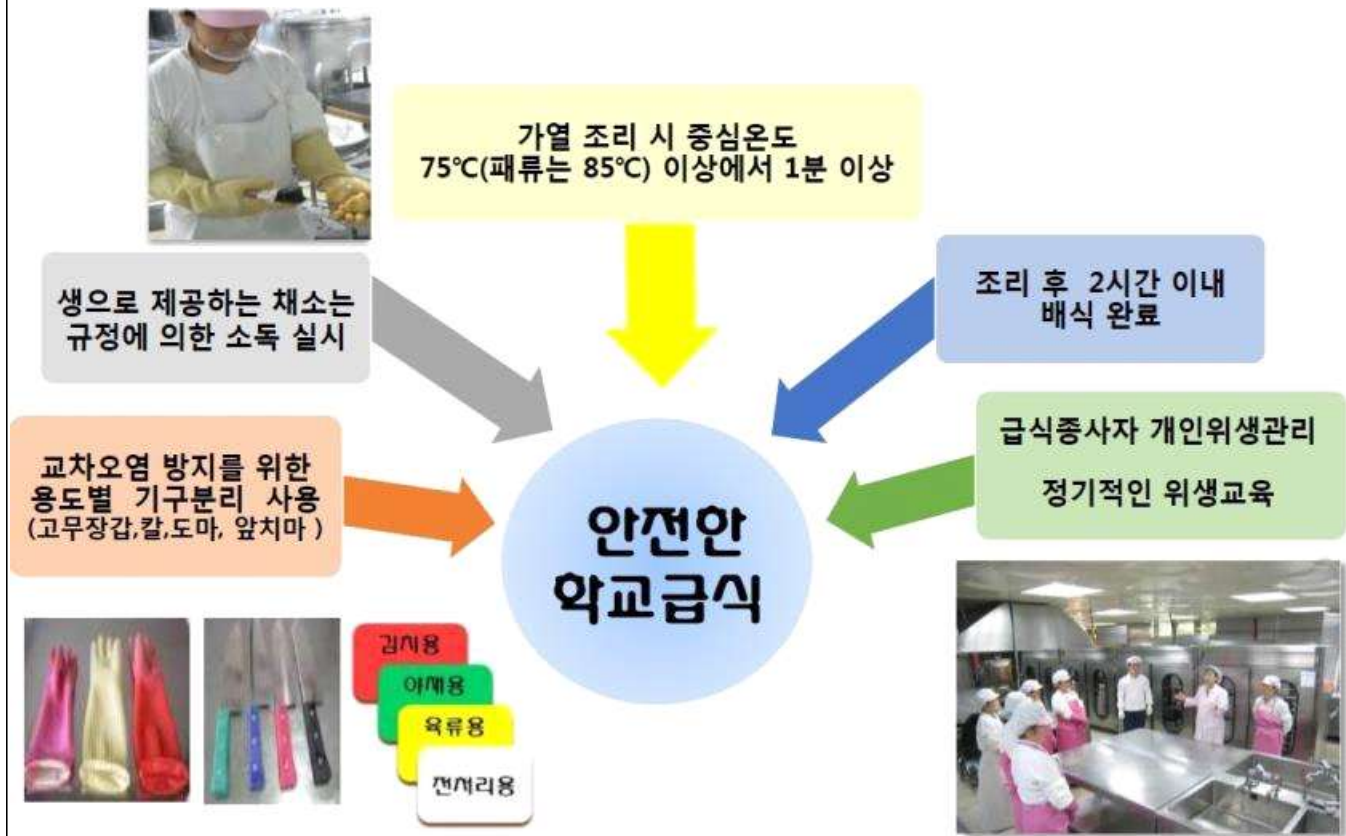 가열 조리 시 중심온도
75℃(패류는 85℃) 이상에서 1분 이상
생으로 제공하는 채소는
규정에 의한 소독 실시
조리 후 2시간 이내
배식 완료
교차오염 방지를 위한
용도별 기구분리 사용
(고무장갑,칼,도마, 앞치마 )
급식종사자 개인위생관리
정기적인 위생교육
안전한
학교급식
김치용
야채용
육류용
전처리용